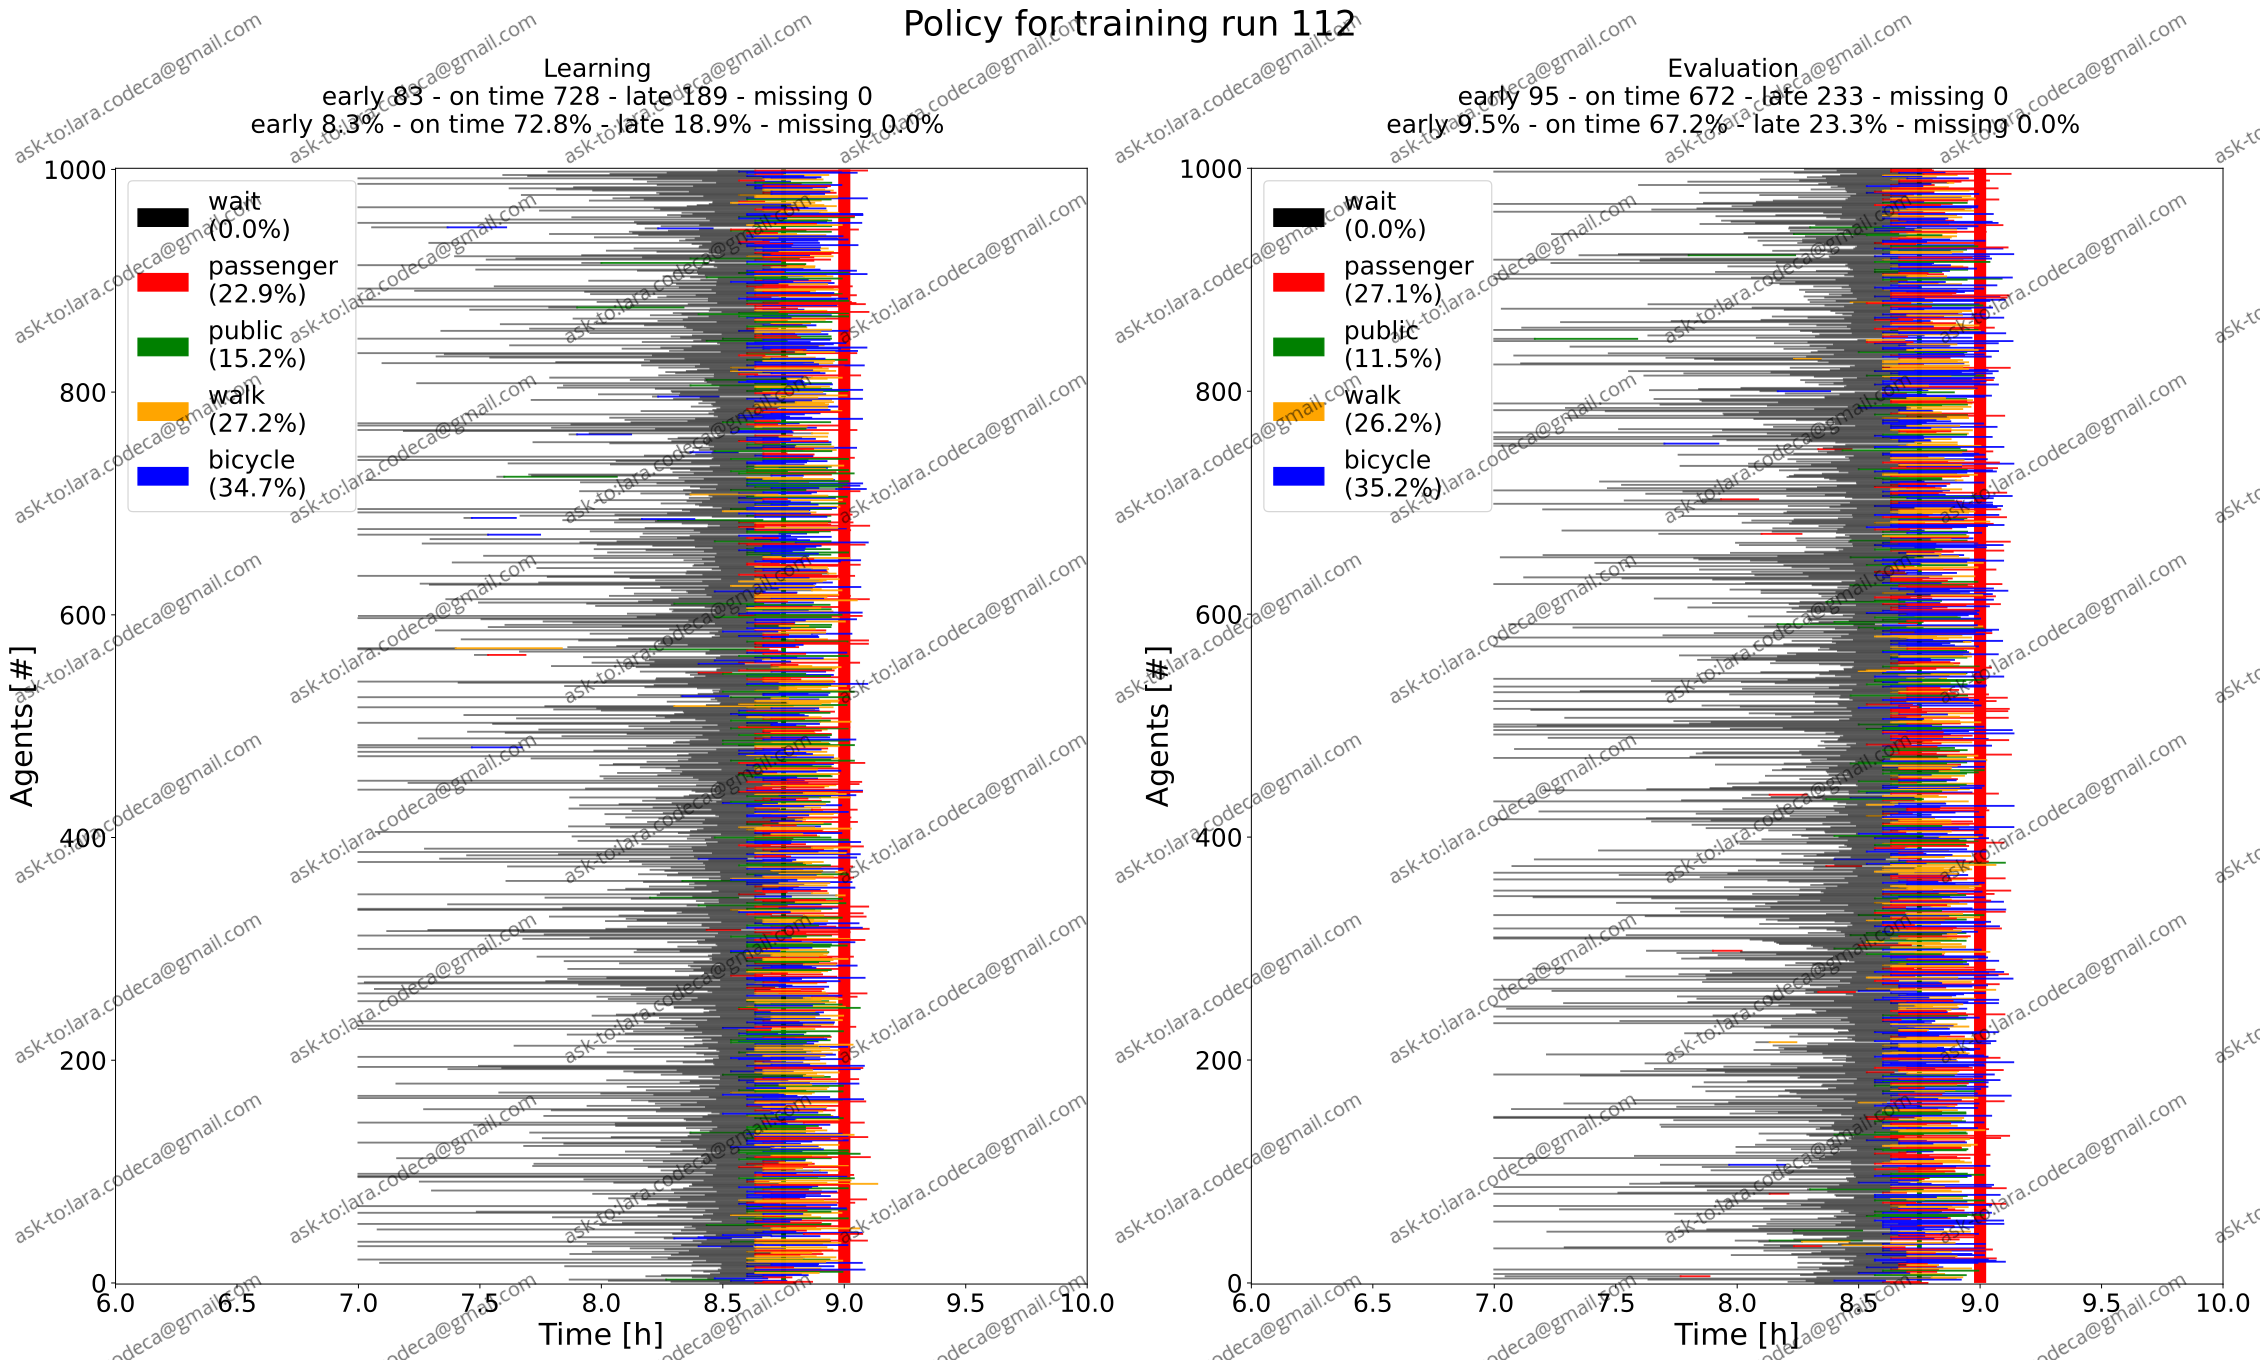 Policy for training run 112
Learning
early 83 - on time 728 - late 189 - missing 0
early 8.3% - on time 72.8% - late 18.9% - missing 0.0%
1000
800
600
400
200
0
Agents [#]
wait
(0.0%)
passenger
(22.9%)
public
(15.2%)
walk
(27.2%)
bicycle
(34.7%)
6.0 6.5 7.0 7.5 8.0 8.5 9.0 9.5 10.0
Time [h]
Evaluation
early 95 - on time 672 - late 233 - missing 0
early 9.5% - on time 67.2% - late 23.3% - missing 0.0%
1000
800
600
400
200
0
Agents [#]
wait
(0.0%)
passenger
(27.1%)
public
(11.5%)
walk
(26.2%)
bicycle
(35.2%)
6.0 6.5 7.0 7.5 8.0 8.5 9.0 9.5 10.0
Time [h]
ask-to:lara.codeca@gmail.com